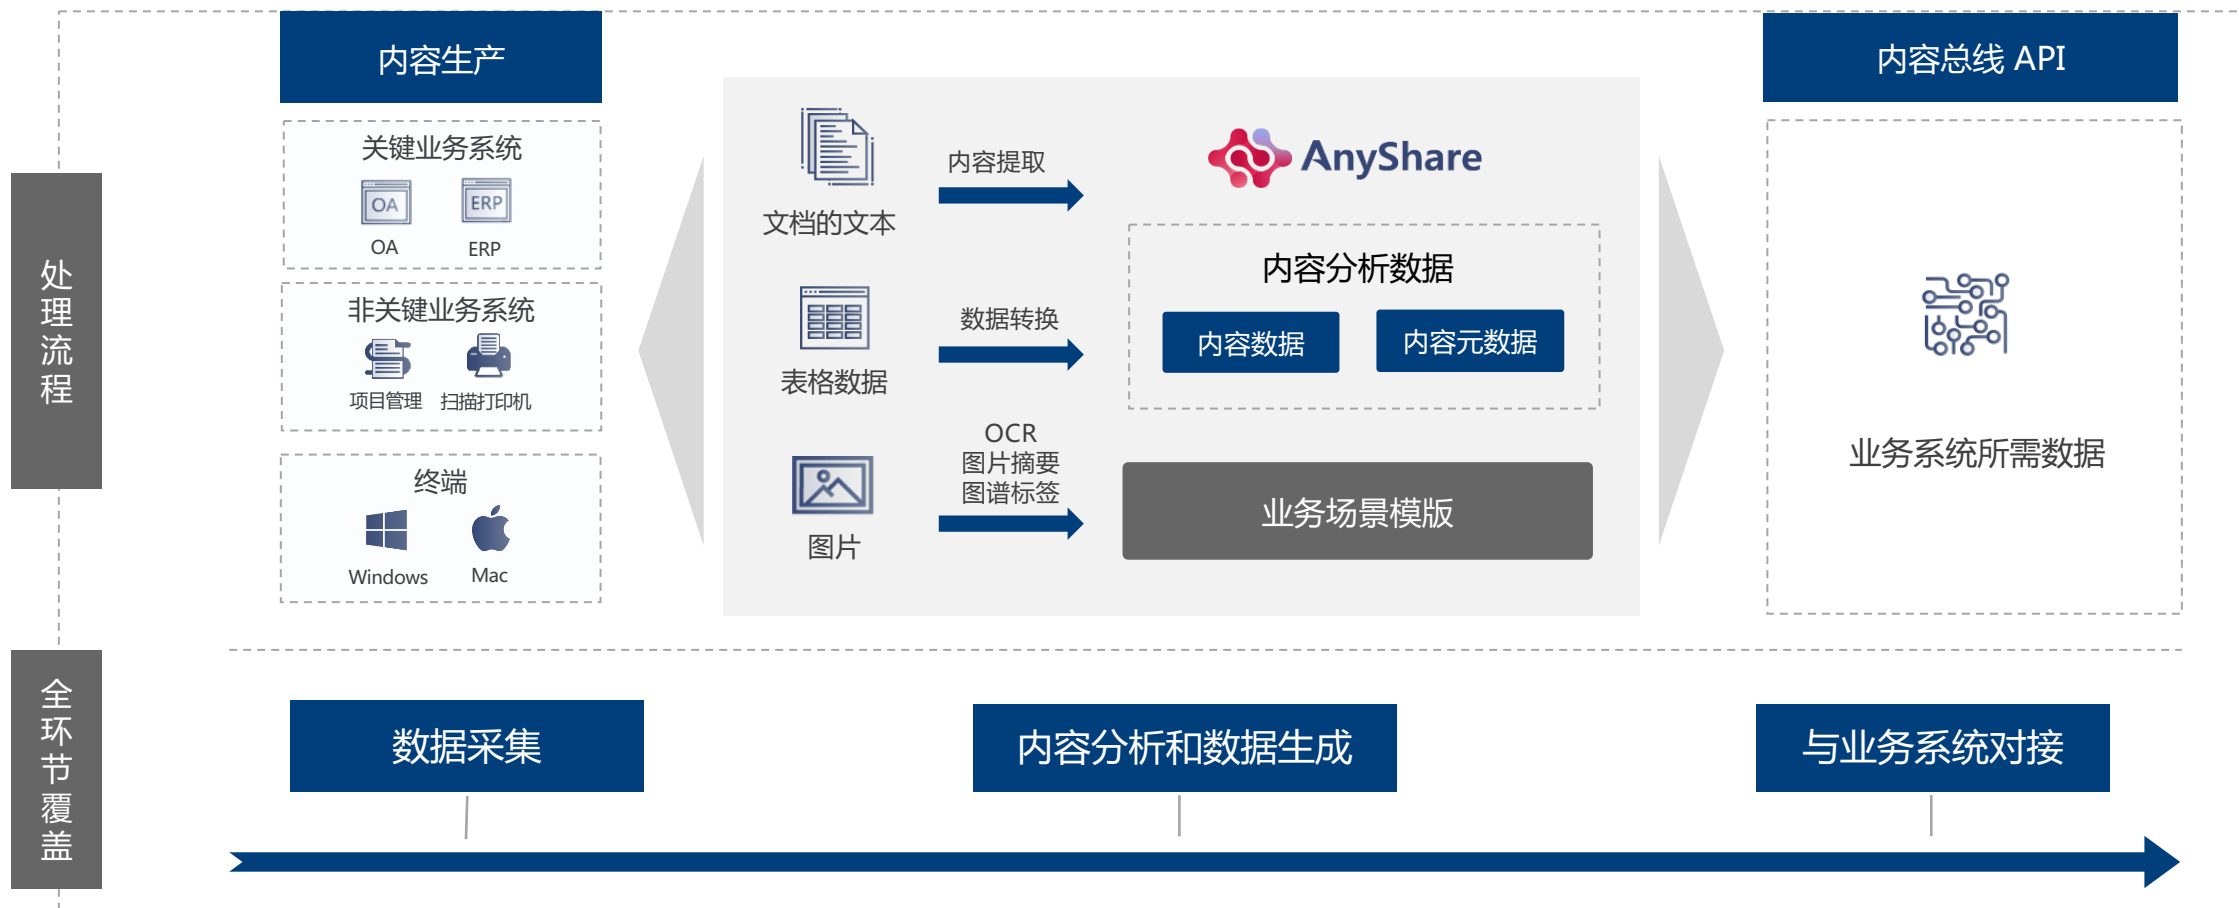 处理流程
内容生产
关键业务系统
OA
ERP
OA
ERP
非关键业务系统
项目管理
扫描打印机
终端
Windows
Mac
文档的文本
内容提取
表格数据
数据转换
图片
OCR
图片摘要
图谱标签
AnyShare
内容分析数据
内容数据
内容元数据
业务场景模版
内容总线 API
业务系统所需数据
全环节覆盖
数据采集
内容分析和数据生成
与业务系统对接